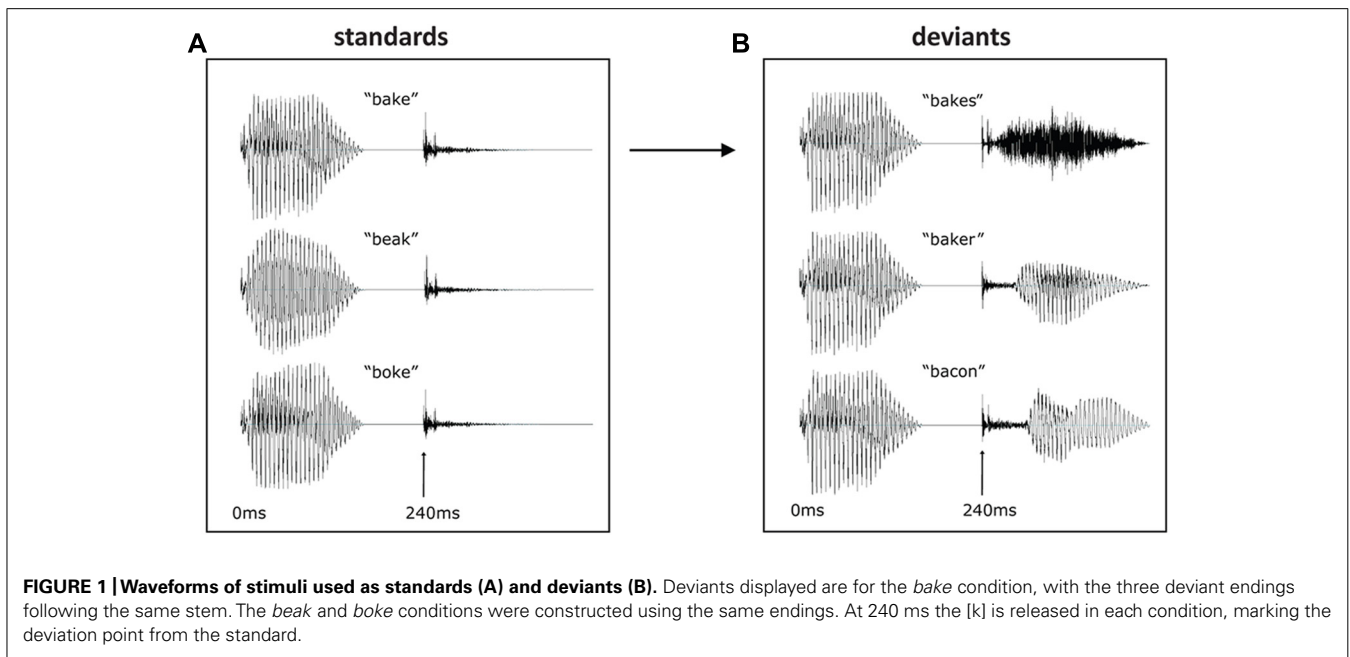 A
standards
"bake"
"beak"
"boke"
0ms 240ms
B
deviants
"bakes"
"baker"
"bacon"
0ms 240ms
FIGURE 1 | Waveforms of stimuli used as standards (A) and deviants (B). Deviants displayed are for the bake condition, with the three deviant endings
following the same stem. The beak and boke conditions were constructed using the same endings. At 240 ms the [k] is released in each condition, marking the
deviation point from the standard.